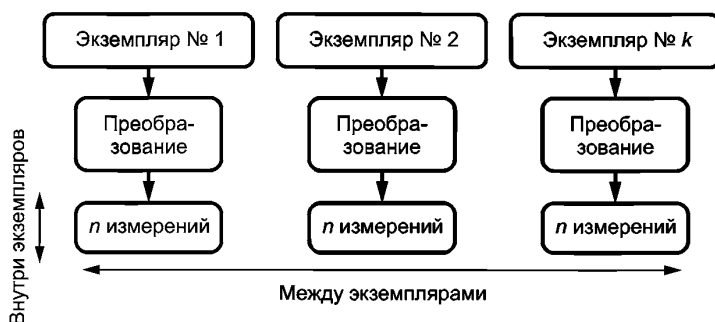 Экземпляр № 1
Экземпляр № 2
Экземпляр № k
Преобра-
зование
Преобра-
зование
Преобра-
зование
n измерений
n измерений
n измерений
Внутри экземпляров
Между экземплярами